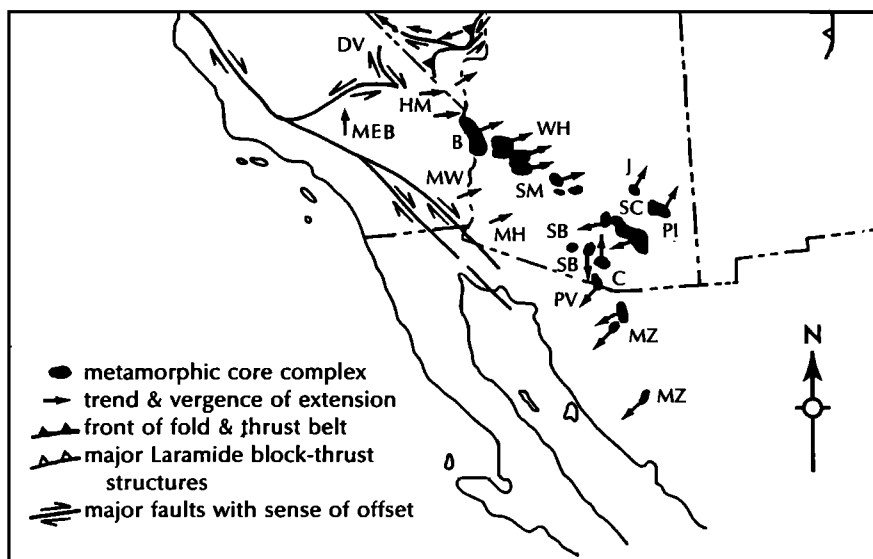 DV
HM
MEB
B
WH
MW
SM
J
SC
MH
SB
PI
SB
C
PV
MZ
MZ
N
metamorphic core complex
trend & vergence of extension
front of fold & thrust belt
major Laramide block-thrust
structures
major faults with sense of offset